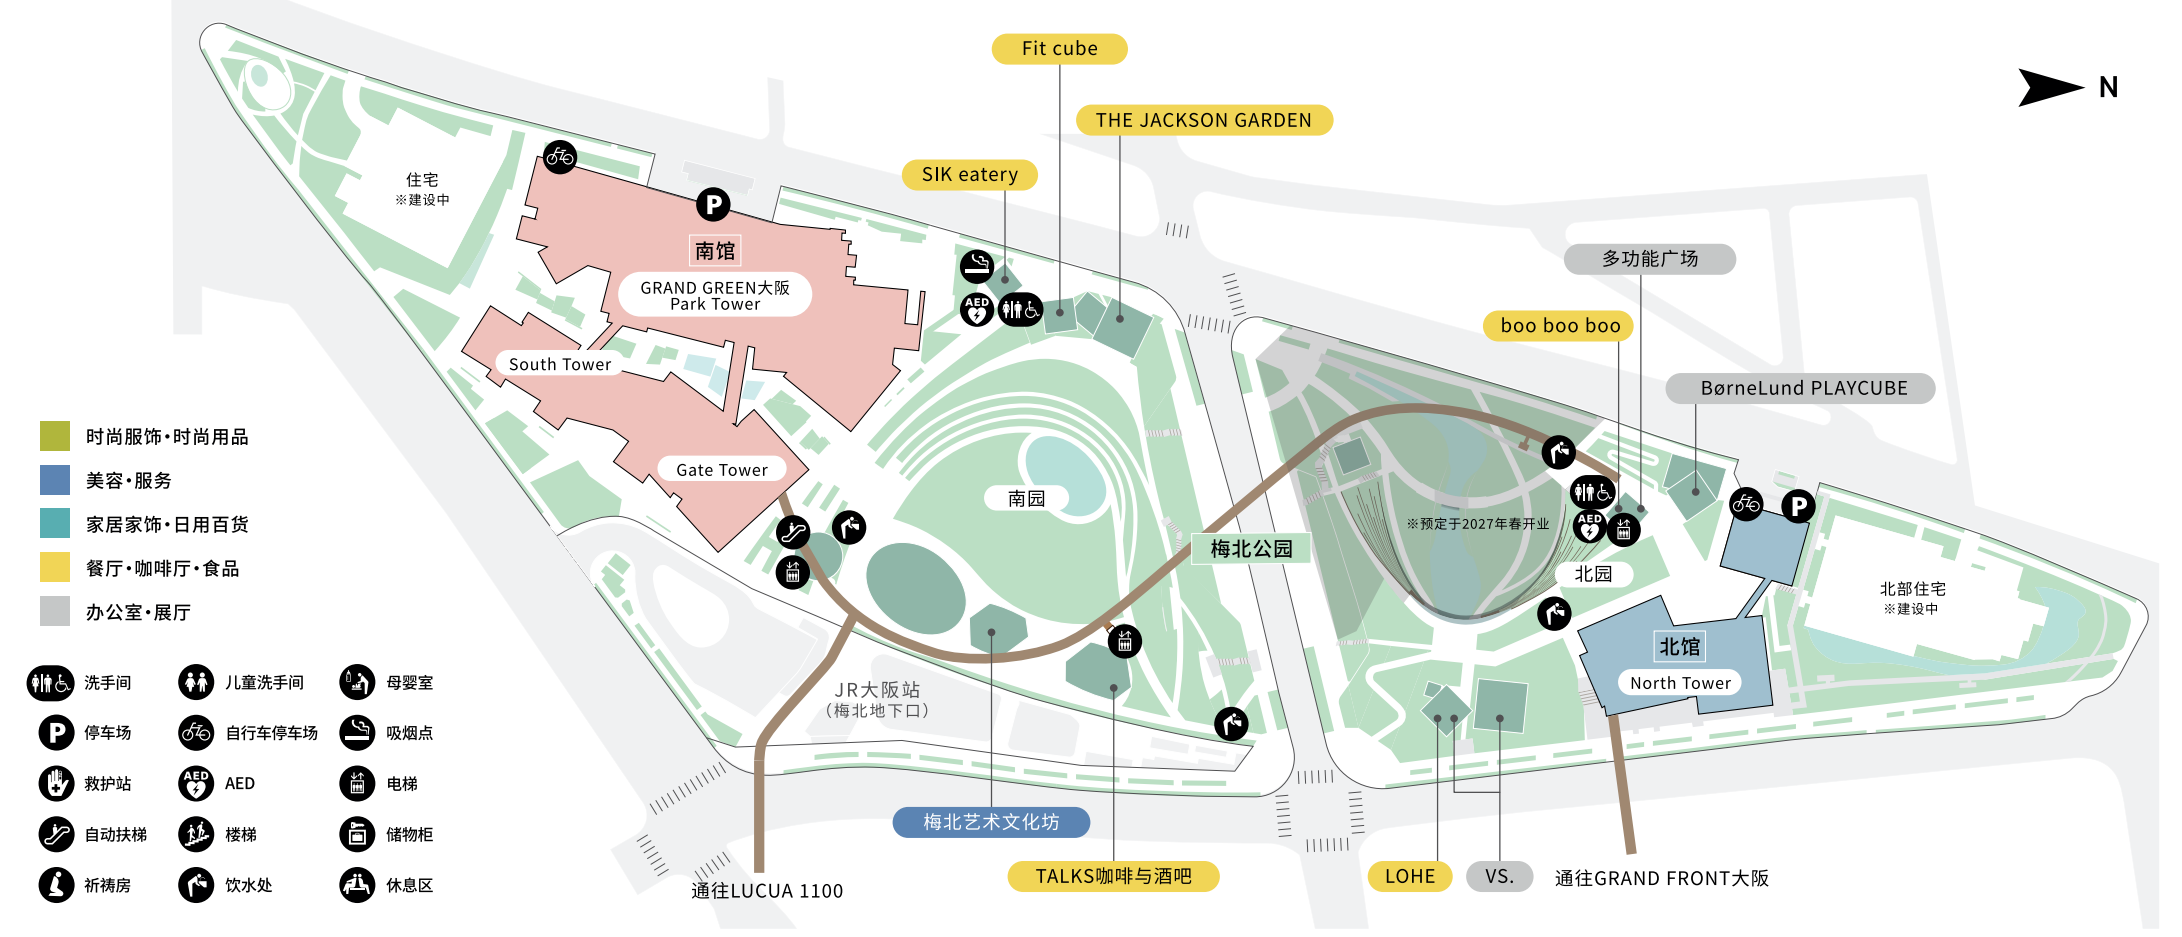 Fit cube
THE JACKSON GARDEN
SIK eatery
N
住宅
※建设中
P
南馆
GRAND GREEN大阪
Park Tower
多功能广场
AED
boo boo boo
South Tower
BørneLund PLAYCUBE
时尚服饰•时尚用品
美容•服务
家居家饰•日用百货
餐厅•咖啡厅•食品
办公室•展厅
Gate Tower
南园
※预定于2027年春开业
AED
P
梅北公园
北园
北部住宅
※建设中
北馆
North Tower
JR大阪站
(梅北地下口)
洗手间
儿童洗手间
母婴室
P 停车场
自行车停车场
吸烟点
救护站
AED AED
电梯
自动扶梯
楼梯
储物柜
祈祷房
饮水处
休息区
梅北艺术文化坊
TALKS咖啡与酒吧
LOHE
VS.
通往GRAND FRONT大阪
通往LUCUA 1100